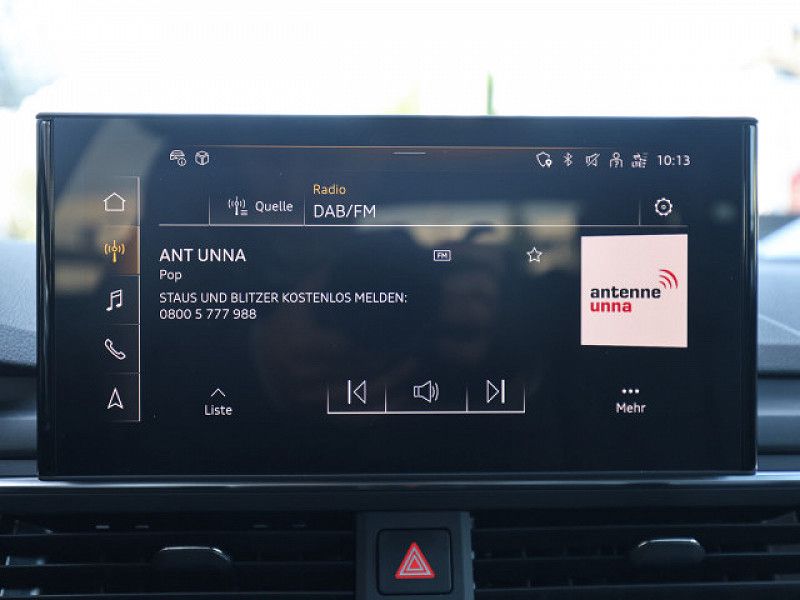 10:13
Quelle
Radio
DAB/FM
ANT UNNA
FM
Pop
STAUS UND BLITZER KOSTENLOS MELDEN:
0800 5 777 988
antenne
unna
Liste
Mehr